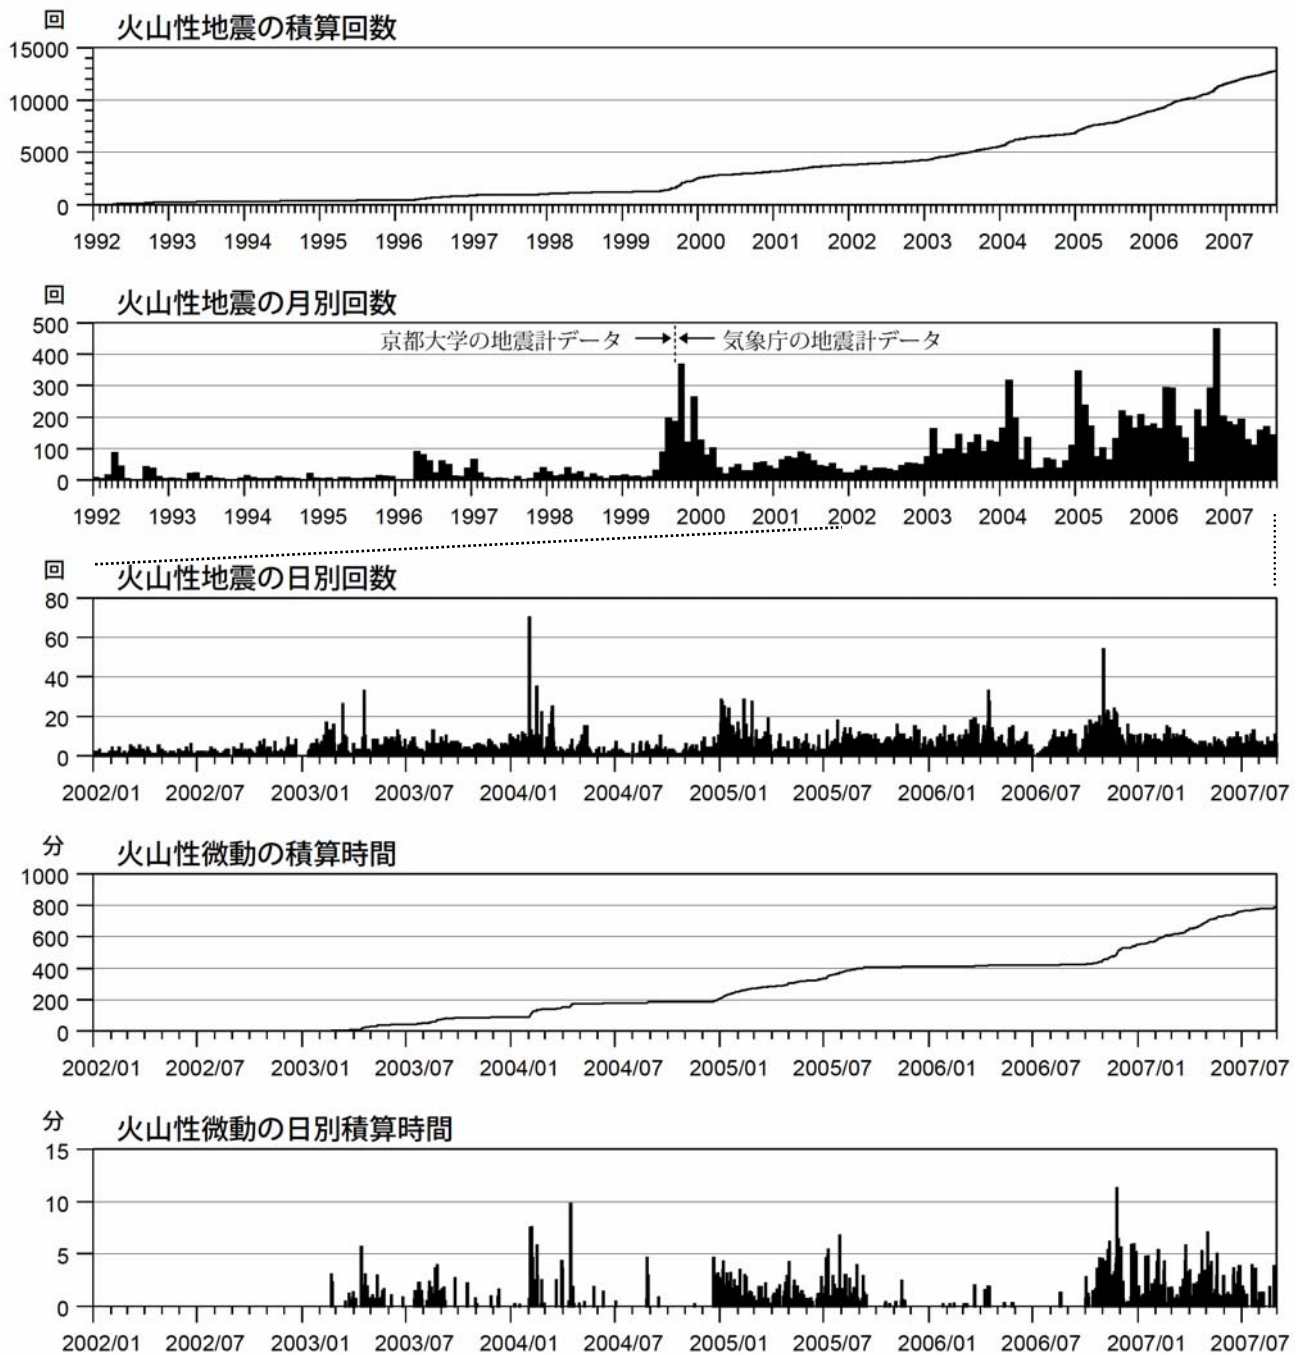 回 火山性地震の積算回数
15000
10000
5000
0
1992 1993 1994 1995 1996 1997 1998 1999 2000 2001 2002 2003 2004 2005 2006 2007
回 火山性地震の月別回数
京都大学の地震計データ 気象庁の地震計データ
500
400
300
200
100
0
1992 1993 1994 1995 1996 1997 1998 1999 2000 2001 2002 2003 2004 2005 2006 2007
回 火山性地震の日別回数
80
60
40
20
0
2002/01 2002/07 2003/01 2003/07 2004/01 2004/07 2005/01 2005/07 2006/01 2006/07 2007/01 2007/07
分 火山性微動の積算時間
1000
800
600
400
200
0
2002/01 2002/07 2003/01 2003/07 2004/01 2004/07 2005/01 2005/07 2006/01 2006/07 2007/01 2007/07
分 火山性微動の日別積算時間
15
10
5
0
2002/01 2002/07 2003/01 2003/07 2004/01 2004/07 2005/01 2005/07 2006/01 2006/07 2007/01 2007/07